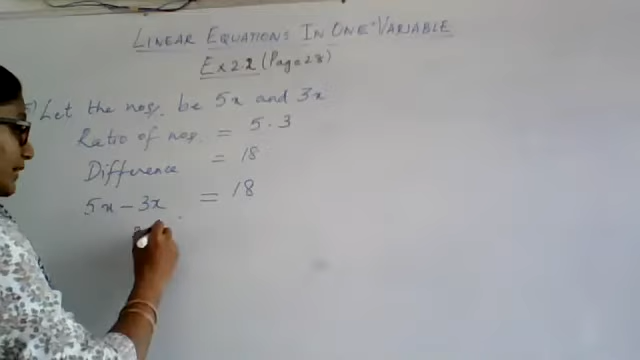 LINEAR EQUATIONS IN ONE VARIABLE
Ex 2.2 (Page 28)
Let the nos. be 5x and 3x
Ratio of nos. = 5 : 3
Difference = 18
5x - 3x = 18